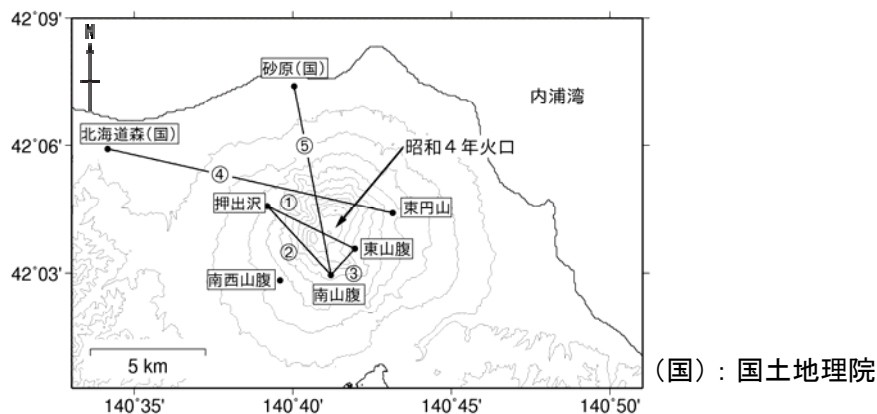 42°09'
N
砂原(国)
内浦湾
42°06'
北海道森(国)
⑤
昭和4年火口
④
①
押出沢
東円山
②
東山腹
42°03'
③
南西山腹
南山腹
5 km
(国):国土地理院
140°35'
140°40'
140°45'
140°50'